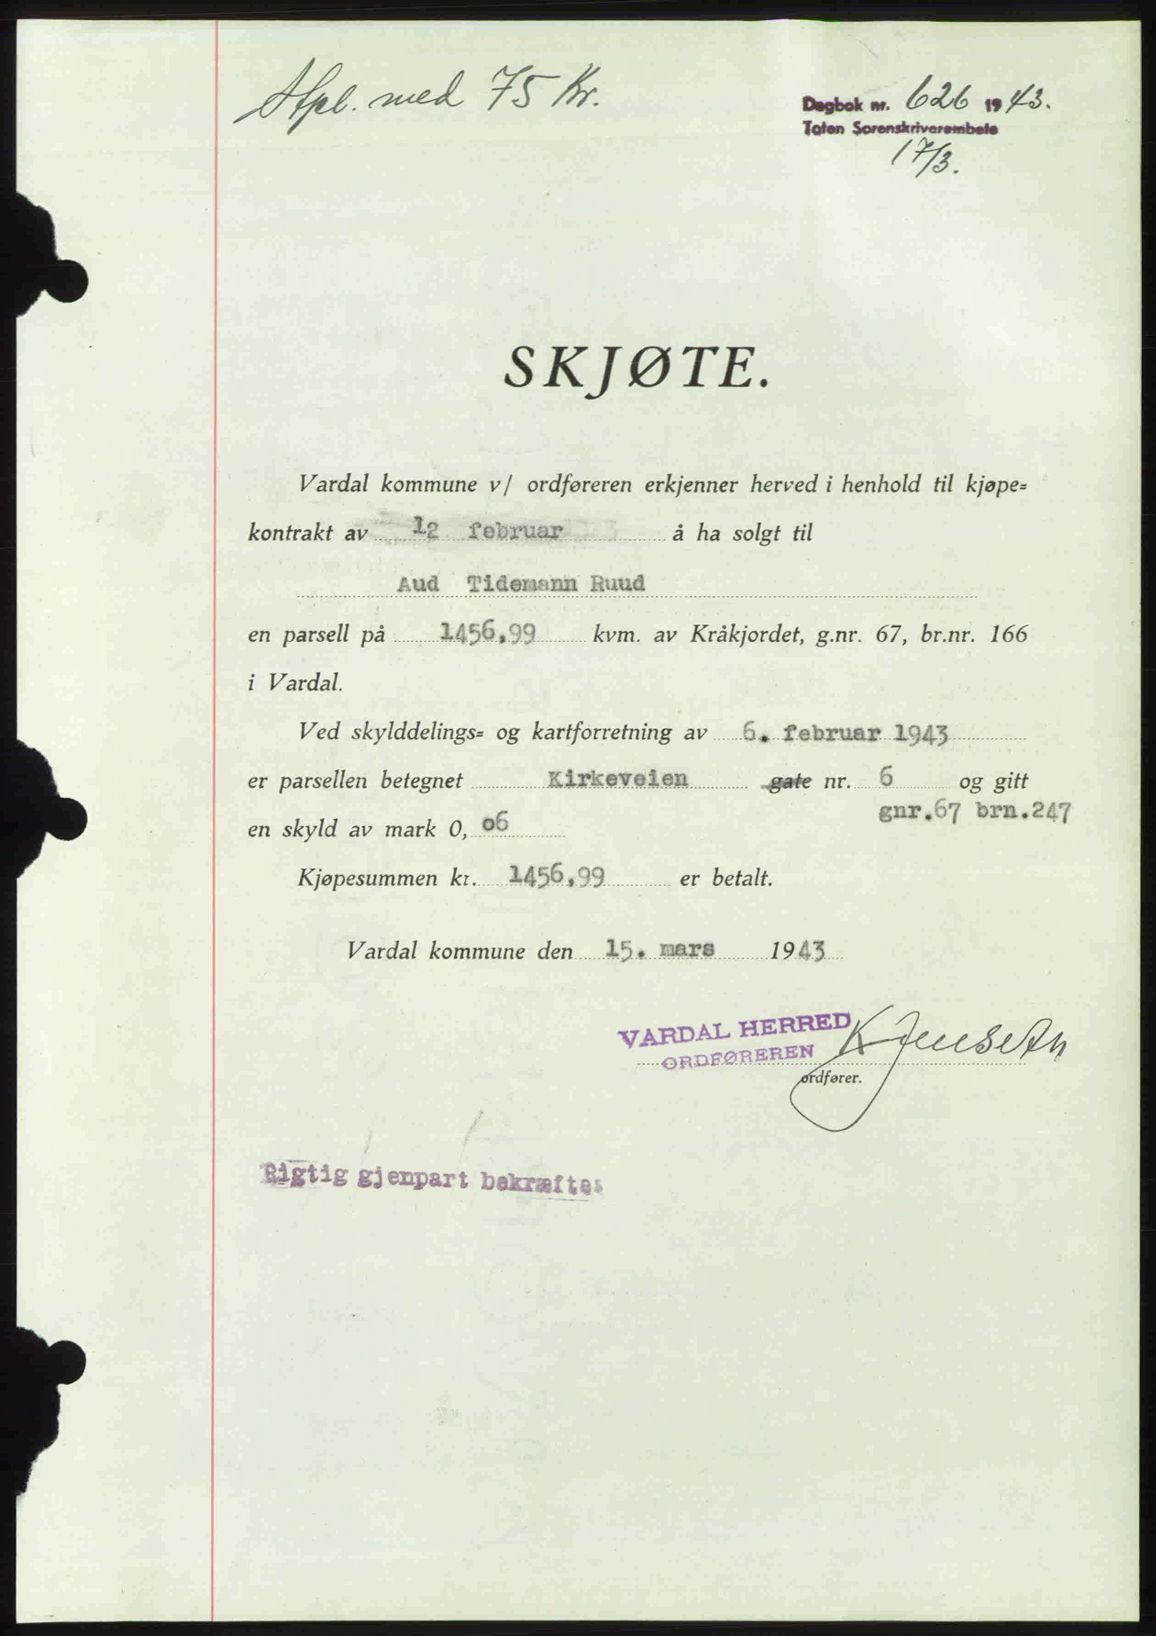 Stpl. med 75 Kr.
Dagbok nr. 626 1943.
Toten Sorenskriverembete
17/3.
SKJØTE.
Vardal kommune v/ ordføreren erkjenner herved i henhold til kjøpe=
kontrakt av 12 februar å ha solgt til
Aud Tidemann Ruud
en parsell på 1456,99 kvm. av Kråkjordet, g.nr. 67, br.nr. 166
i Vardal.
Ved skylddelings= og kartforretning av 6. februar 1943
er parsellen betegnet Kirkeveien gate nr. 6 og gitt
gnr.67 brn.247
en skyld av mark 0, 06
Kjøpesummen kr. 1456,99 er betalt.
Vardal kommune den 15. mars 1943
VARDAL HERRED
ORDFØREREN
K Jensen
ordfører.
Rigtig gjenpart bekræftes